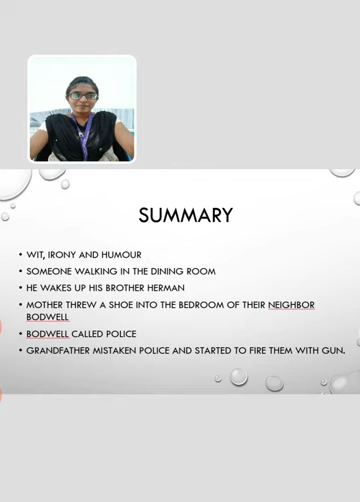 SUMMARY
• WIT, IRONY AND HUMOUR
• SOMEONE WALKING IN THE DINING ROOM
• HE WAKES UP HIS BROTHER HERMAN
• MOTHER THREW A SHOE INTO THE BEDROOM OF THEIR NEIGHBOR
BODWELL
• BODWELL CALLED POLICE
• GRANDFATHER MISTAKEN POLICE AND STARTED TO FIRE THEM WITH GUN.